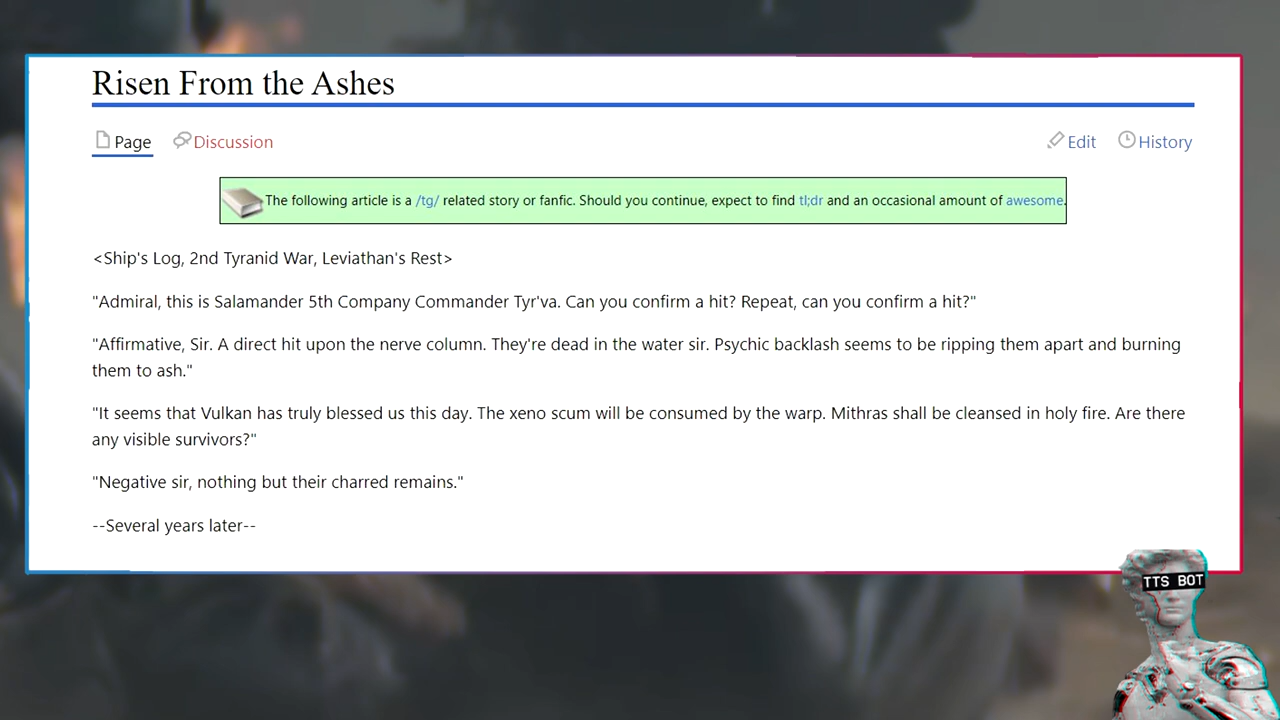 Risen From the Ashes
Page Discussion Edit History
The following article is a /tg/ related story or fanfic. Should you continue, expect to find tl;dr and an occasional amount of awesome.
<Ship's Log, 2nd Tyranid War, Leviathan's Rest>
"Admiral, this is Salamander 5th Company Commander Tyr'va. Can you confirm a hit? Repeat, can you confirm a hit?"
"Affirmative, Sir. A direct hit upon the nerve column. They're dead in the water sir. Psychic backlash seems to be ripping them apart and burning
them to ash."
"It seems that Vulkan has truly blessed us this day. The xeno scum will be consumed by the warp. Mithras shall be cleansed in holy fire. Are there
any visible survivors?"
"Negative sir, nothing but their charred remains."
--Several years later--
TTS BOT